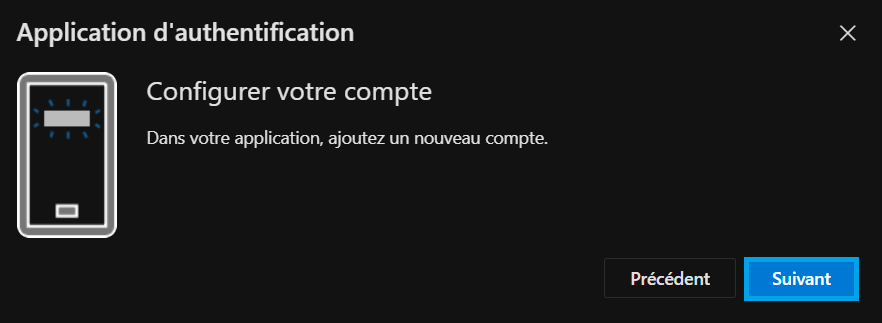 Application d'authentification
Configurer votre compte
Dans votre application, ajoutez un nouveau compte.
Précédent
Suivant